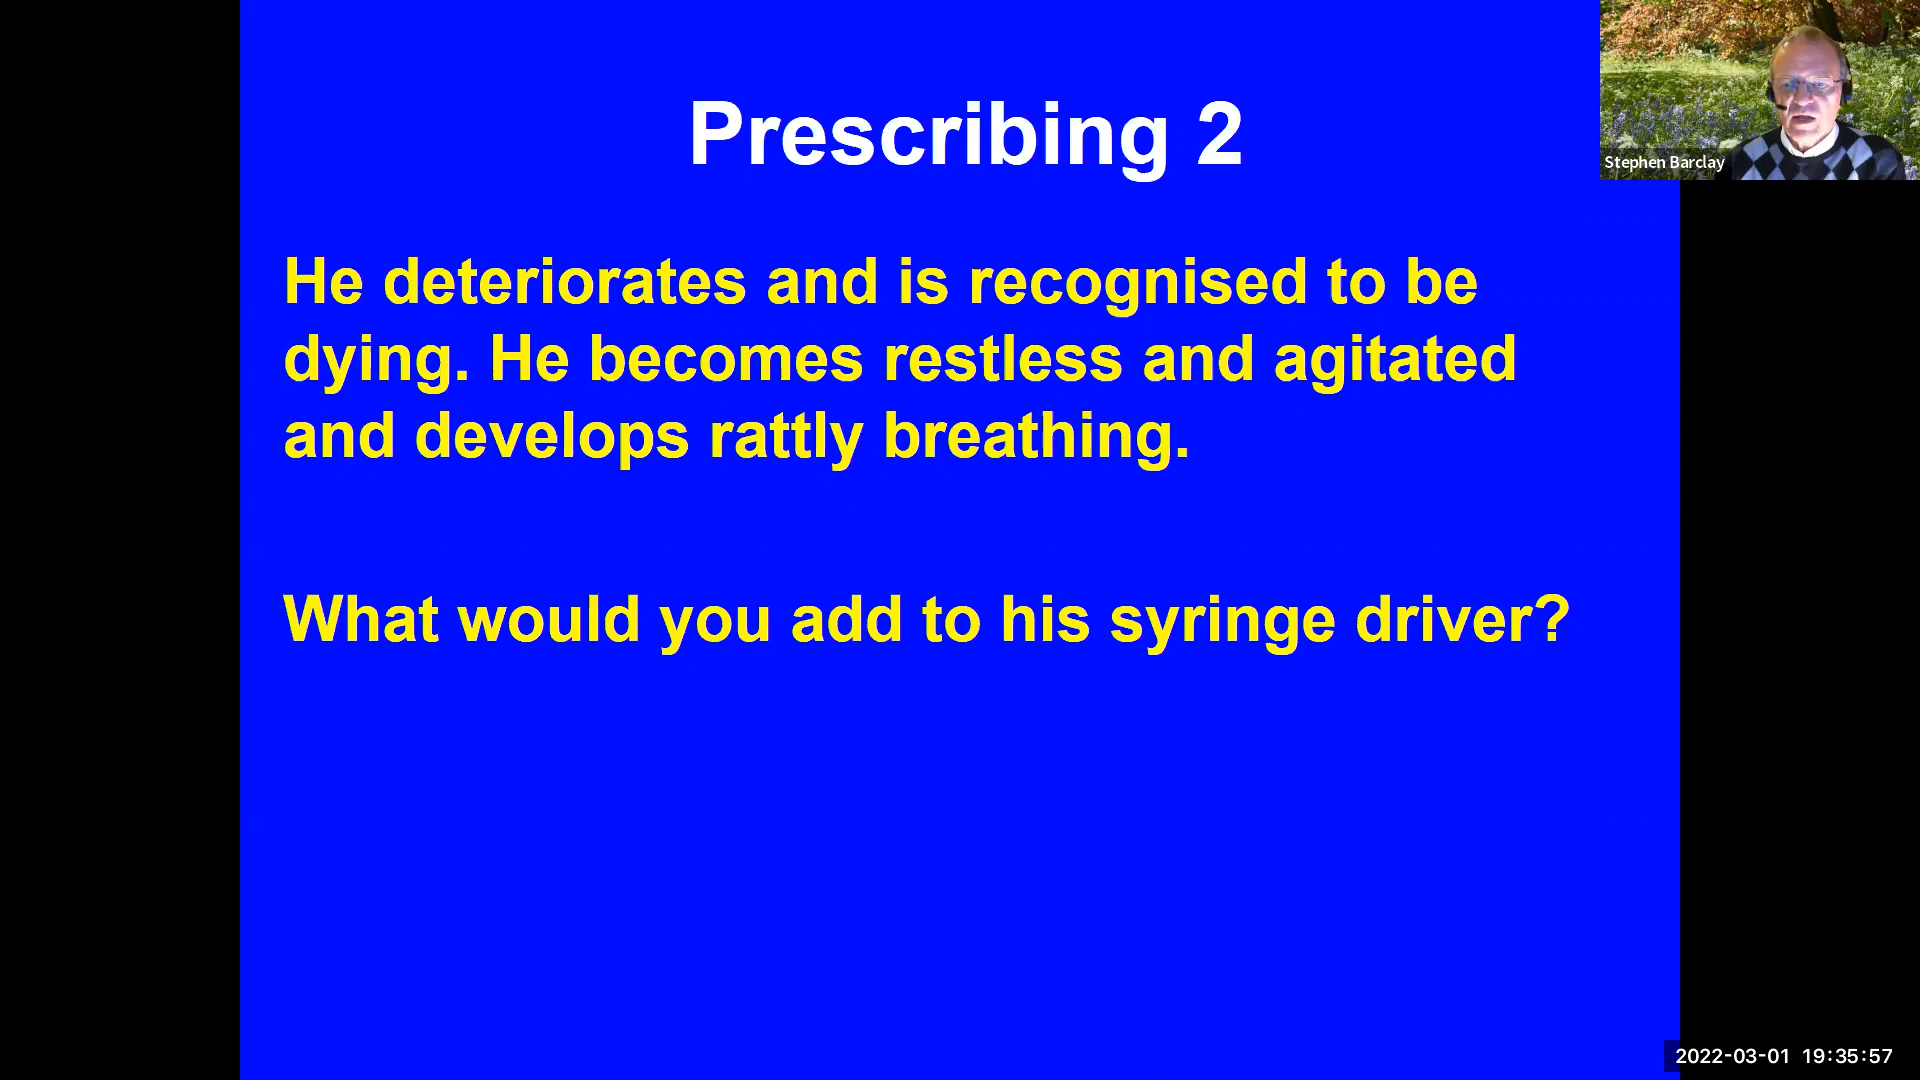 Prescribing 2
Stephen Barclay
He deteriorates and is recognised to be
dying. He becomes restless and agitated
and develops rattly breathing.
What would you add to his syringe driver?
2022-03-01 19:35:57